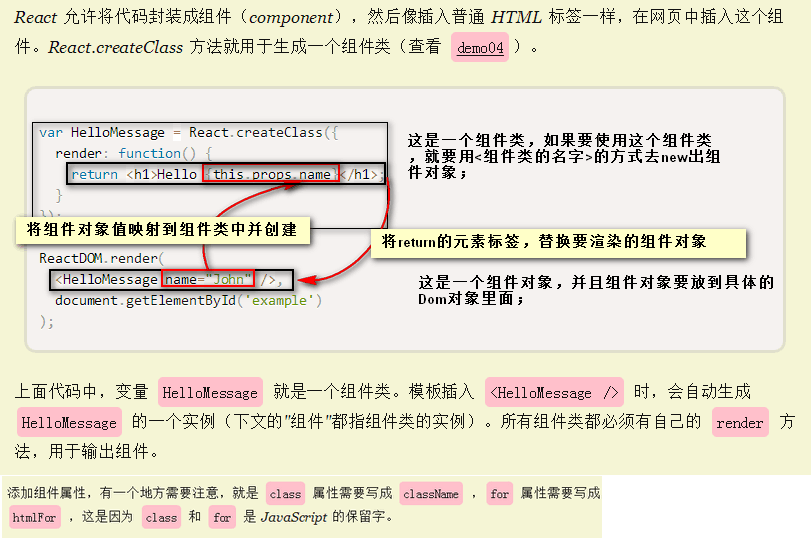 React 允许将代码封装成组件（component），然后像插入普通 HTML 标签一样，在网页中插入这个组
件。React.createClass 方法就用于生成一个组件类（查看 demo04 ）。
var HelloMessage = React.createClass({
render: function() {
return <h1>Hello {this.props.name}</h1>;
}
});
这是一个组件类，如果要使用这个组件类
，就要用<组件类的名字>的方式去new出组
件对象；
将组件对象值映射到组件类中并创建
将return的元素标签，替换要渲染的组件对象
ReactDOM.render(
<HelloMessage name="John" />,
document.getElementById('example')
);
这是一个组件对象，并且组件对象要放到具体的
Dom对象里面；
上面代码中，变量 HelloMessage 就是一个组件类。模板插入 <HelloMessage /> 时，会自动生成
HelloMessage 的一个实例（下文的"组件"都指组件类的实例）。所有组件类都必须有自己的 render 方
法，用于输出组件。
添加组件属性，有一个地方需要注意，就是 class 属性需要写成 className ，for 属性需要写成
htmlFor ，这是因为 class 和 for 是 JavaScript 的保留字。